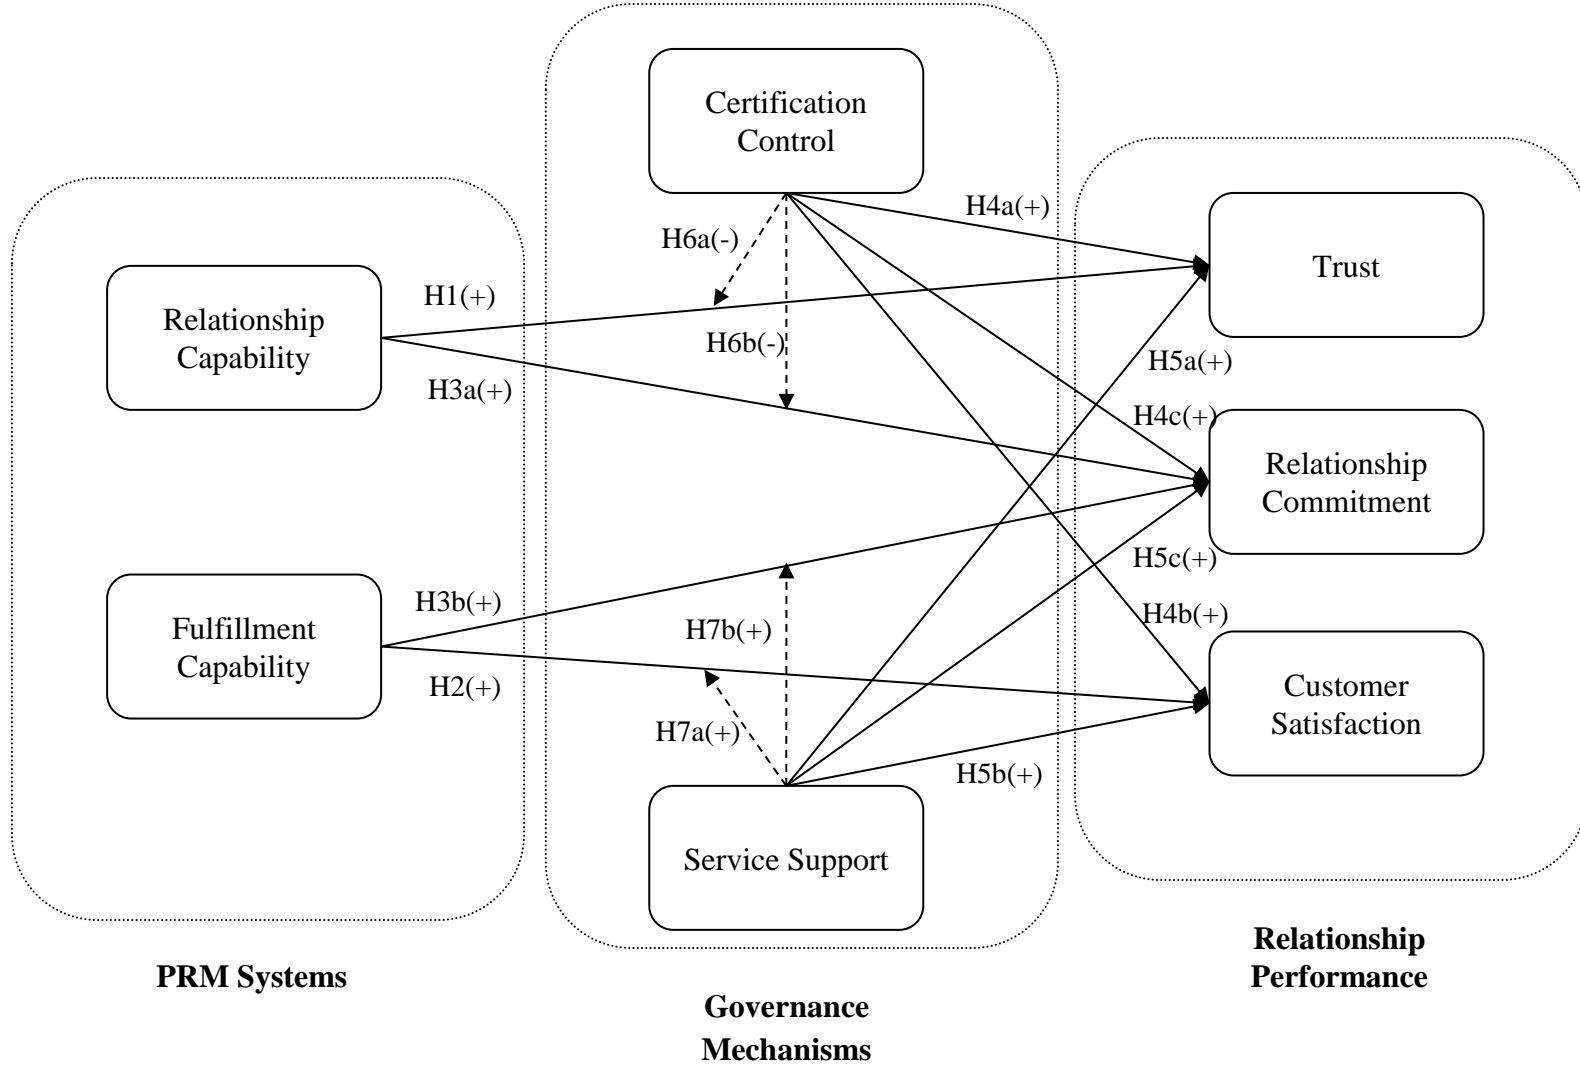 Certification
Control
H4a(+)
H6a(-)
Trust
H1(+)
Relationship
Capability
H6b(-)
H5a(+)
H3a(+)
H4c(+)
Relationship
Commitment
H5c(+)
H3b(+)
H4b(+)
Fulfillment
Capability
H7b(+)
H2(+)
Customer
Satisfaction
H7a(+)
H5b(+)
Service Support
Relationship
Performance
PRM Systems
Governance
Mechanisms